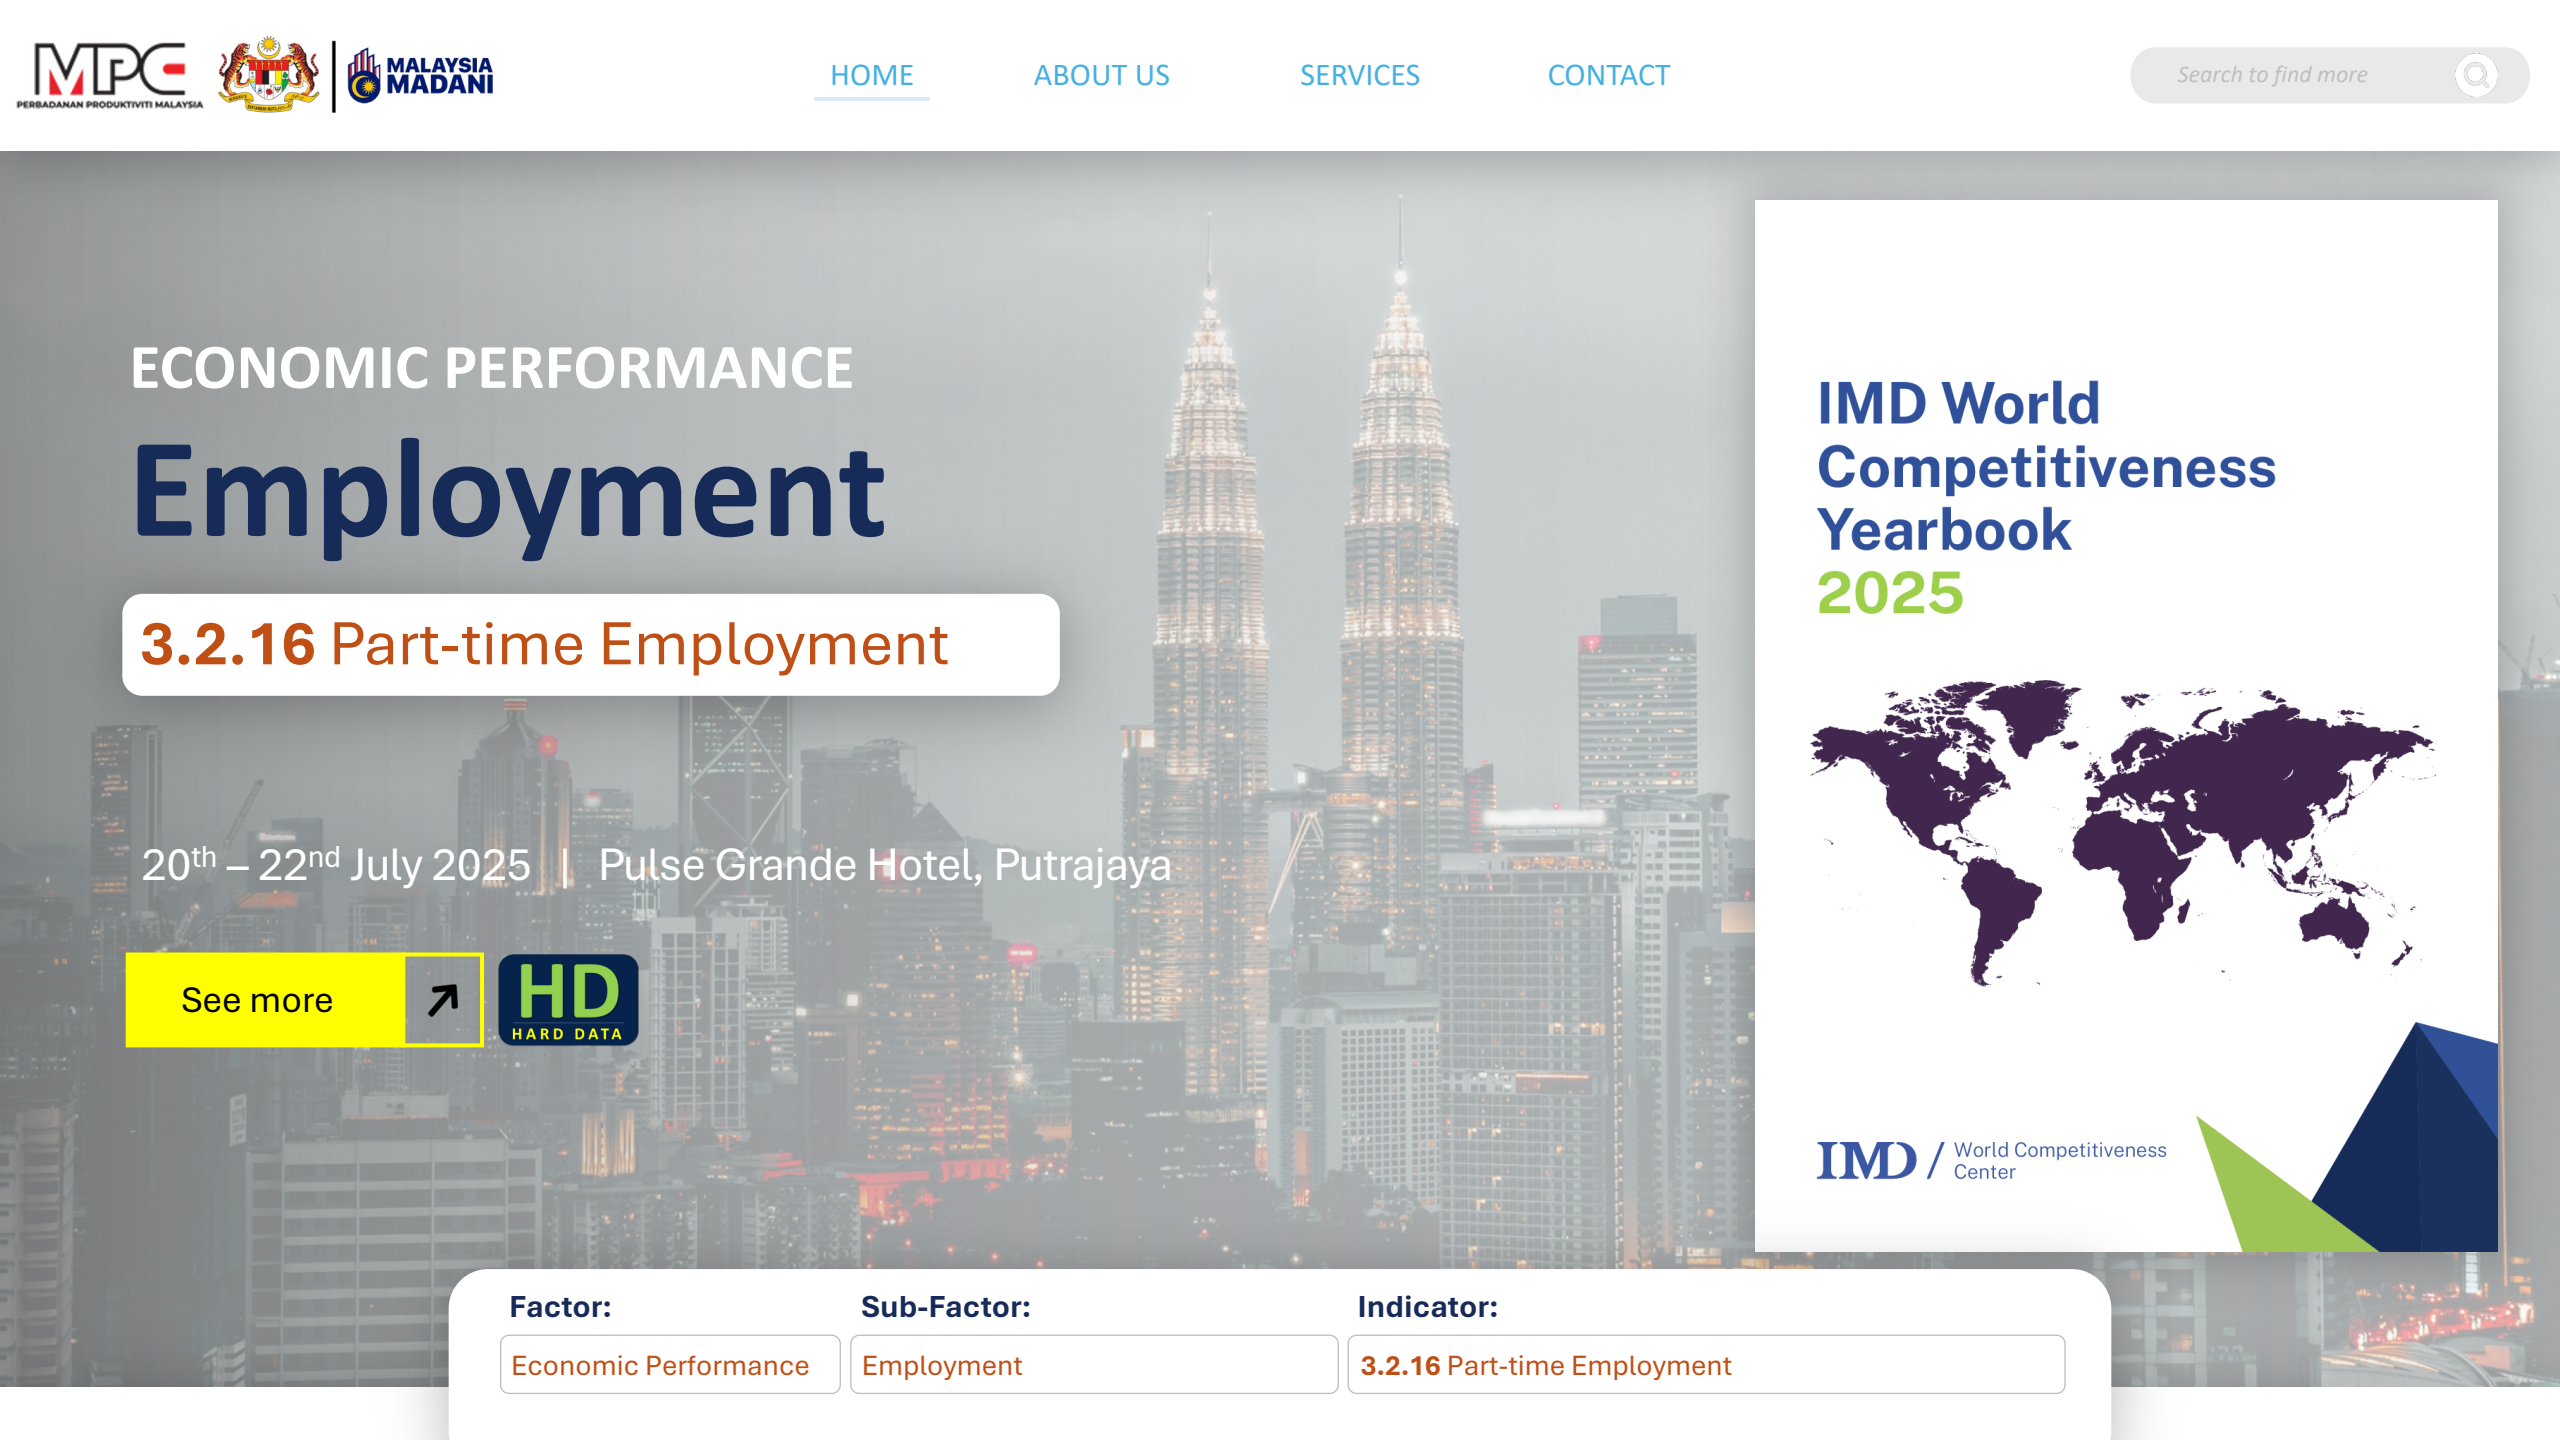 MPC
PERBADANAN PRODUKTIVITI MALAYSIA
MALAYSIA
MADANI
HOME
ABOUT US
SERVICES
CONTACT
Search to find more
ECONOMIC PERFORMANCE
Employment
3.2.16 Part-time Employment
20th – 22nd July 2025 | Pulse Grande Hotel, Putrajaya
See more
HD
HARD DATA
IMD World
Competitiveness
Yearbook
2025
IMD / World Competitiveness
Center
Factor:
Sub-Factor:
Indicator:
Economic Performance
Employment
3.2.16 Part-time Employment